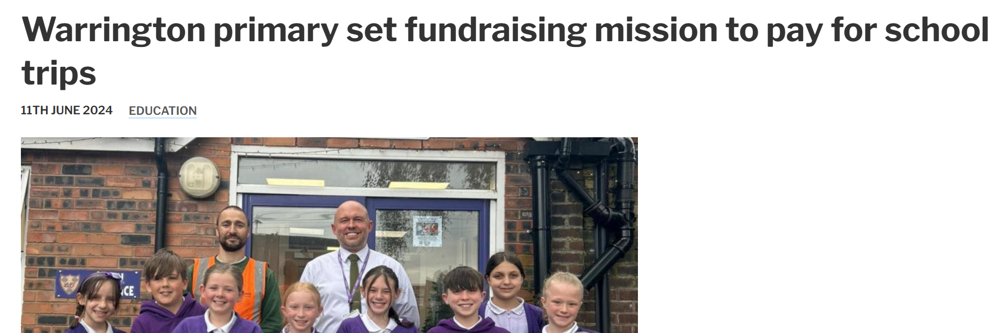 Warrington primary set fundraising mission to pay for school
trips
11TH JUNE 2024 EDUCATION